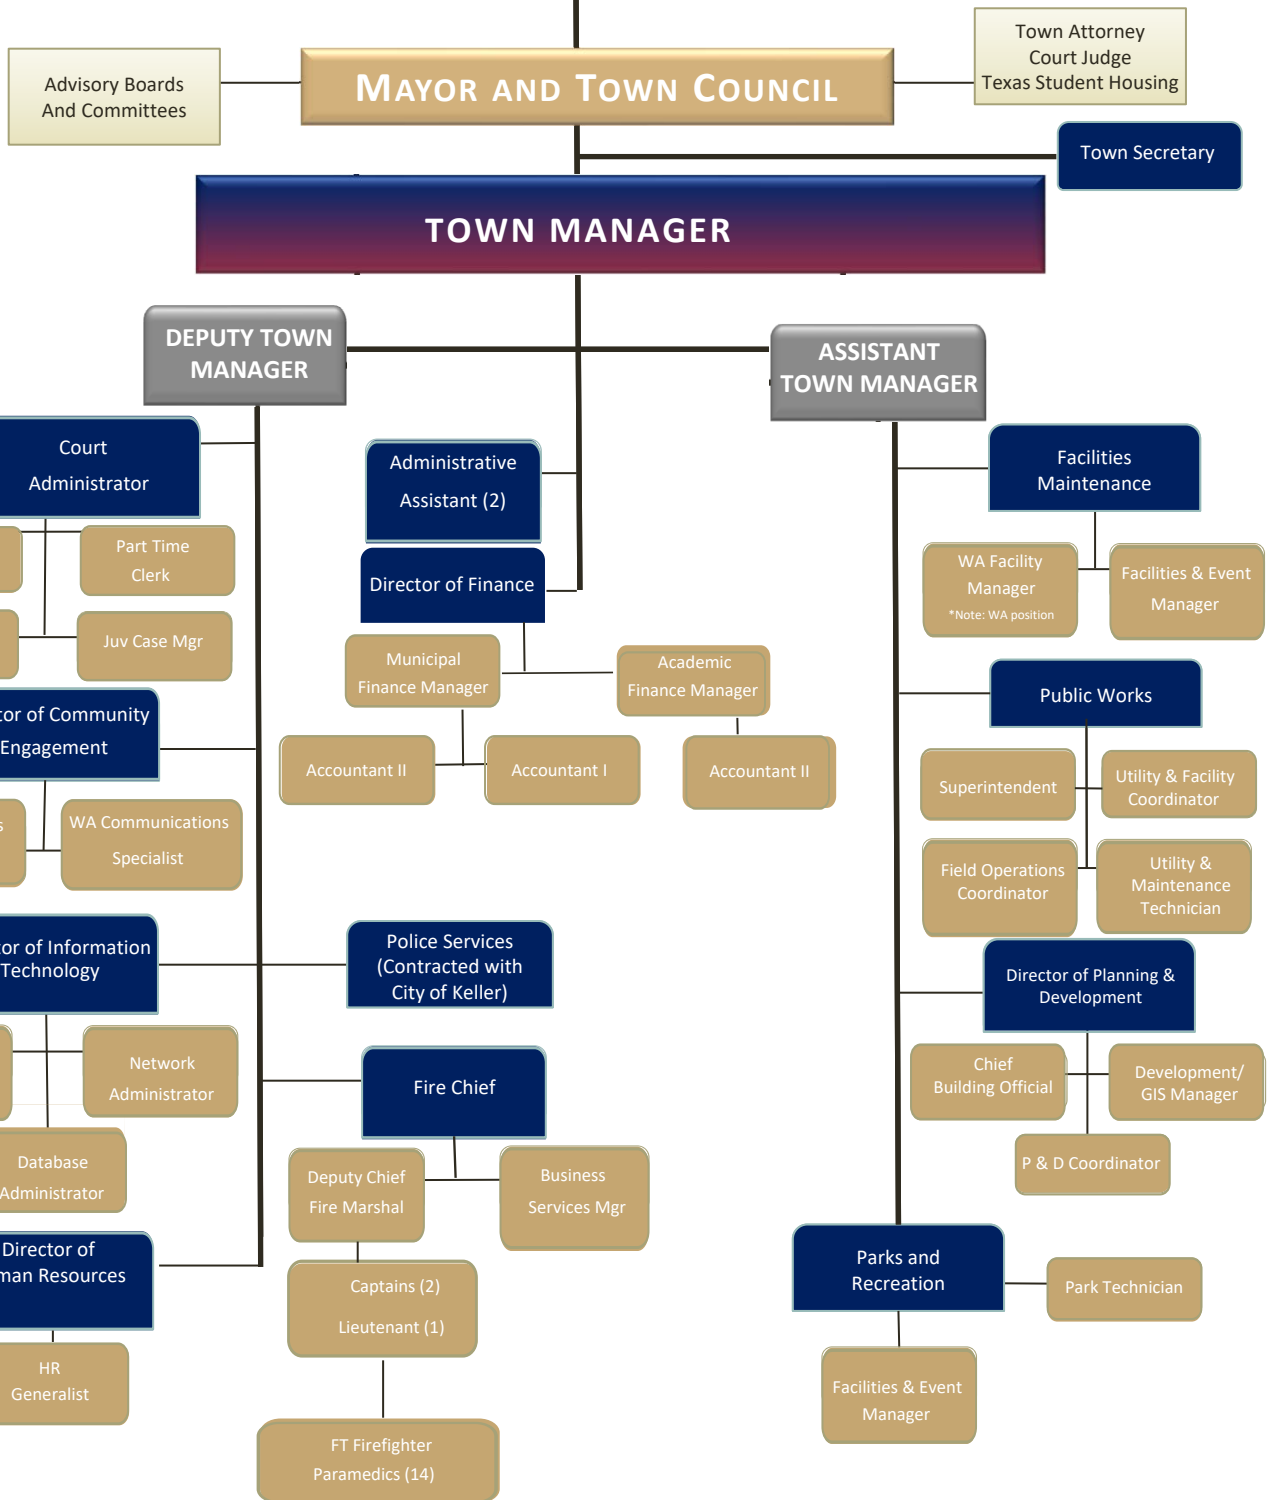 Town Attorney
Court Judge
Texas Student Housing
Advisory Boards
And Committees
MAYOR AND TOWN COUNCIL
Town Secretary
TOWN MANAGER
DEPUTY TOWN
MANAGER
ASSISTANT
TOWN MANAGER
Court
Administrator
Part Time
Clerk
Juv Case Mgr
tor of Community
Engagement
s
WA Communications
Specialist
tor of Information
Technology
Network
Administrator
Database
Administrator
Director of
man Resources
HR
Generalist
Administrative
Assistant (2)
Director of Finance
Municipal
Finance Manager
Academic
Finance Manager
Accountant II
Accountant I
Accountant II
Police Services
(Contracted with
City of Keller)
Fire Chief
Deputy Chief
Fire Marshal
Business
Services Mgr
Captains (2)
Lieutenant (1)
FT Firefighter
Paramedics (14)
Facilities
Maintenance
WA Facility
Manager
*Note: WA position
Facilities & Event
Manager
Public Works
Superintendent
Utility & Facility
Coordinator
Field Operations
Coordinator
Utility &
Maintenance
Technician
Director of Planning &
Development
Chief
Building Official
Development/
GIS Manager
P & D Coordinator
Parks and
Recreation
Park Technician
Facilities & Event
Manager